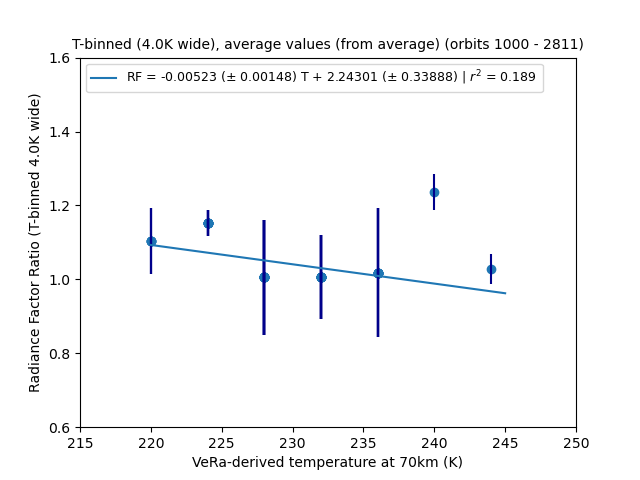 T-binned (4.0K wide), average values (from average) (orbits 1000 - 2811)
RF = -0.00523 (± 0.00148) T + 2.24301 (± 0.33888) | r² = 0.189
Radiance Factor Ratio (T-binned 4.0K wide)
1.6
1.4
1.2
1.0
0.8
0.6
215 220 225 230 235 240 245 250
VeRa-derived temperature at 70km (K)